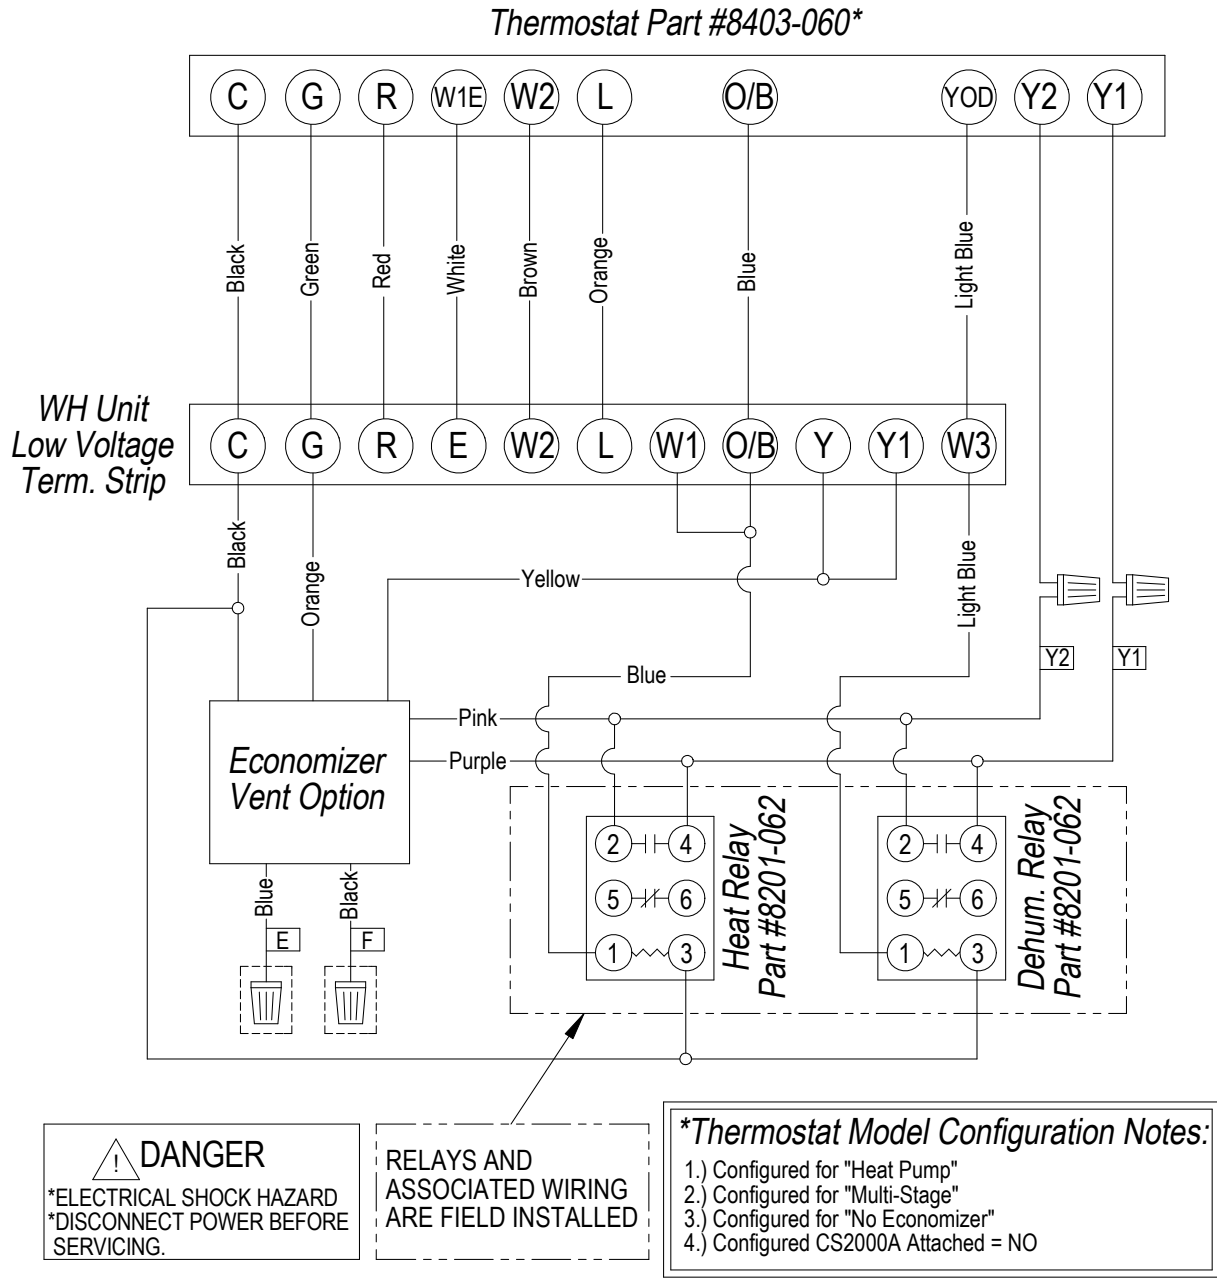 Thermostat Part #8403-060*
C G R W1E W2 L O/B YOD Y2 Y1
Black
Green
Red
White
Brown
Orange
Blue
Light Blue
WH Unit
Low Voltage
Term. Strip
C G R E W2 L W1 O/B Y Y1 W3
Black
Orange
Yellow
Light Blue
Y2
Y1
Blue
Pink
Purple
Economizer
Vent Option
2 4
5 6
1 3
Heat Relay
Part #8201-062
2 4
5 6
1 3
Dehum. Relay
Part #8201-062
Blue
E
Black
F
! DANGER
*ELECTRICAL SHOCK HAZARD
*DISCONNECT POWER BEFORE
SERVICING.
RELAYS AND
ASSOCIATED WIRING
ARE FIELD INSTALLED
*Thermostat Model Configuration Notes:
1.) Configured for "Heat Pump"
2.) Configured for "Multi-Stage"
3.) Configured for "No Economizer"
4.) Configured CS2000A Attached = NO